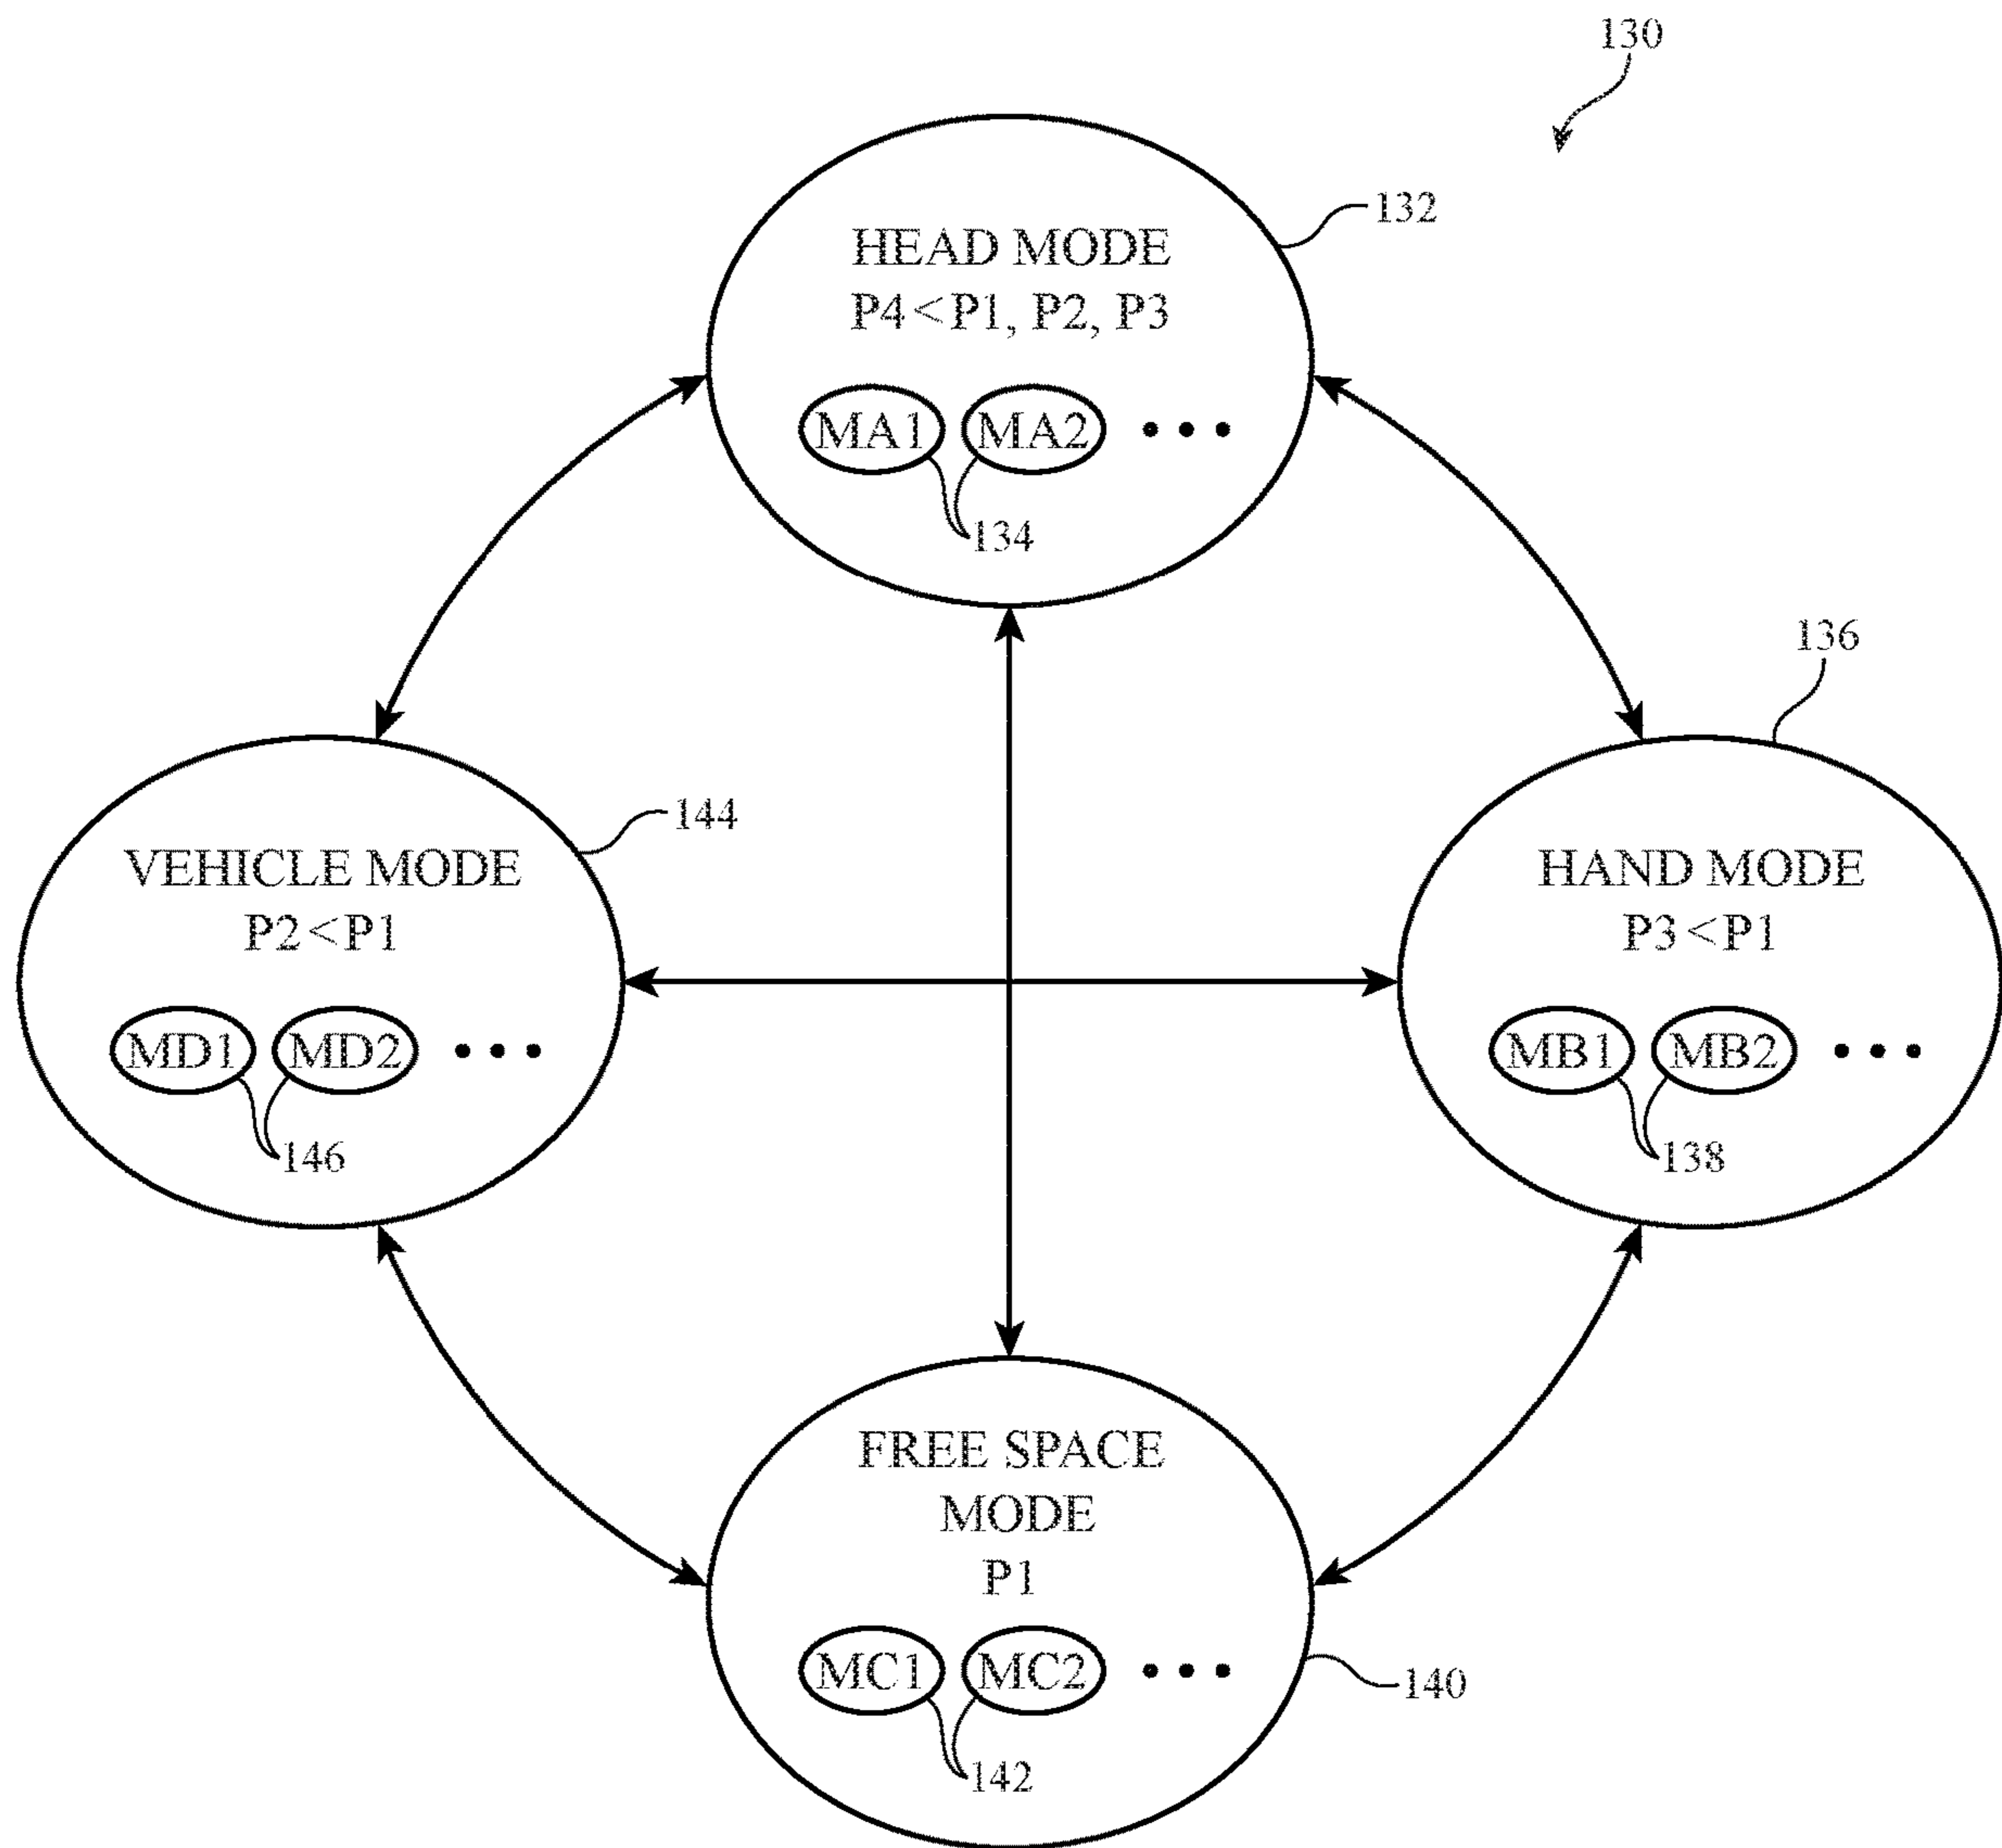 130
132
HEAD MODE
P4<P1, P2, P3
MA1 MA2 •••
134
136
144
VEHICLE MODE
P2<P1
MD1 MD2 •••
146
HAND MODE
P3<P1
MB1 MB2 •••
138
FREE SPACE
MODE
P1
MC1 MC2 •••
140
142